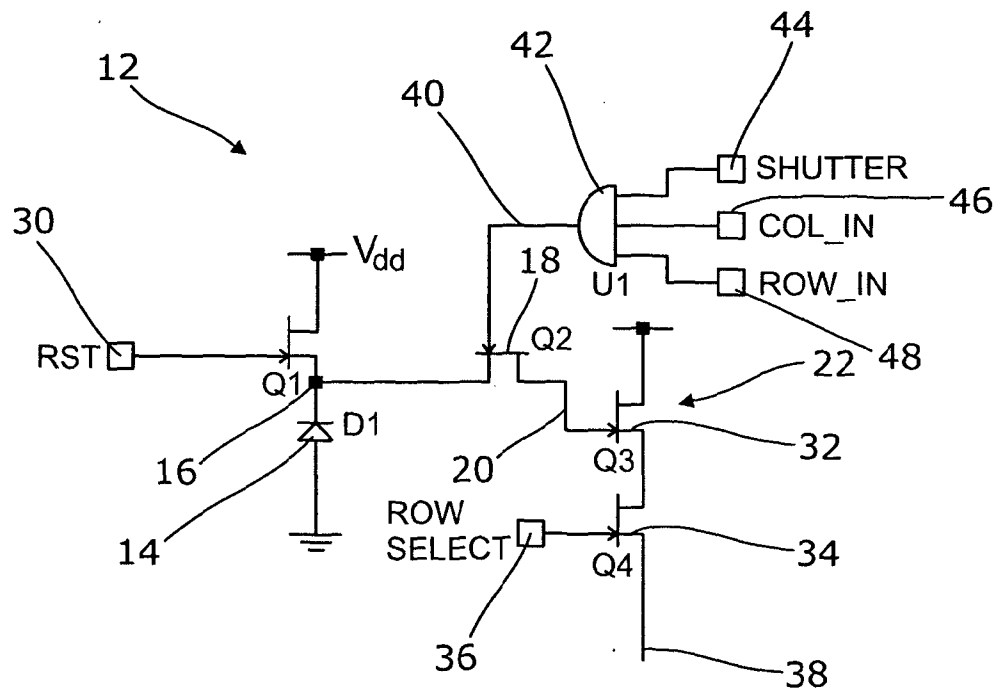 44
42
12
40
SHUTTER
46
COL_IN
30
Vdd
18
U1
ROW_IN
48
RST
Q1
Q2
22
D1
16
20
Q3
32
14
ROW
SELECT
Q4
34
36
38